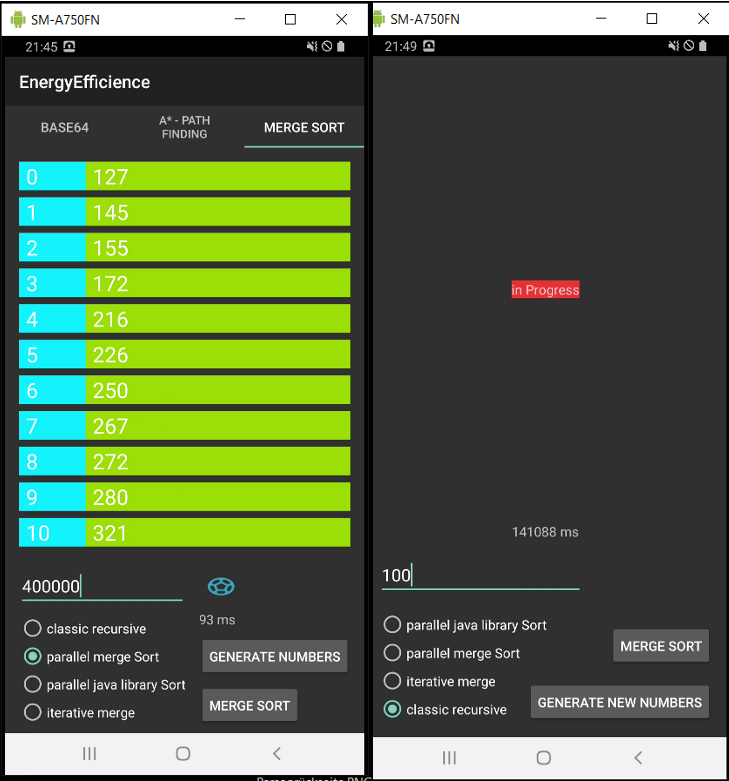 SM-A750FN
21:45
EnergyEfficience
BASE64
A* - PATH
FINDING
MERGE SORT
0 127
1 145
2 155
3 172
4 216
5 226
6 250
7 267
8 272
9 280
10 321
400000
93 ms
classic recursive
parallel merge Sort
parallel java library Sort
iterative merge
GENERATE NUMBERS
MERGE SORT
SM-A750FN
21:49
in Progress
141088 ms
100
parallel java library Sort
parallel merge Sort
iterative merge
classic recursive
MERGE SORT
GENERATE NEW NUMBERS